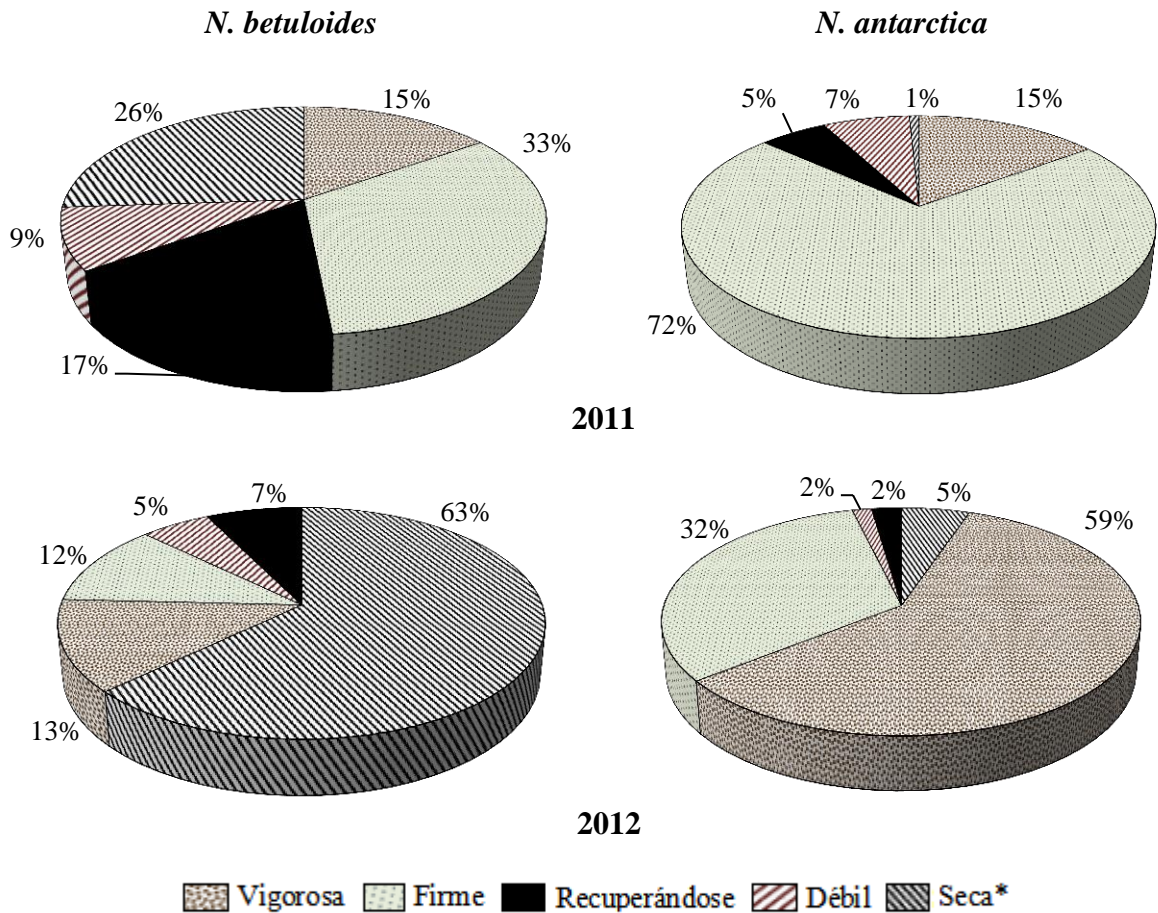 N. betuloides N. antarctica
26% 15% 33% 9% 17%
5% 7% 1% 15% 72%
2011
5% 7% 63% 12% 13%
2% 2% 5% 59% 32%
2012
Vigorosa Firme Recuperándose Débil Seca*